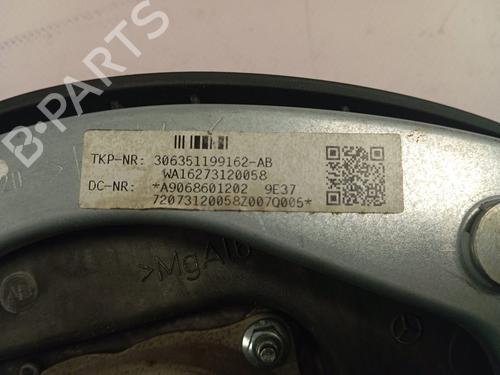 B-PARTS
TKP-NR: 306351199162-AB
WA16273120058
DC-NR: *A9068601202 9E37
72073120058Z007Q005*
>MgAl6